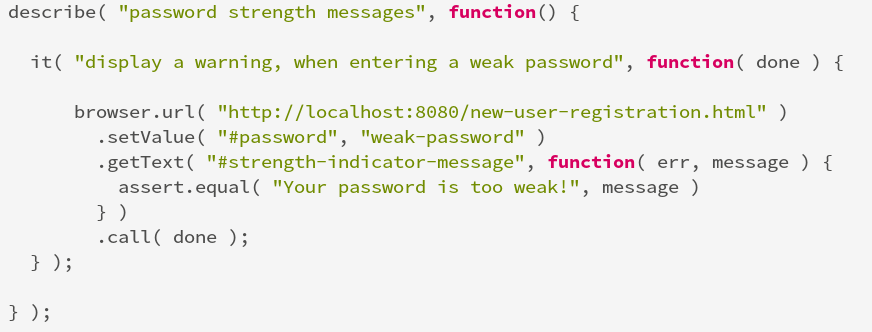 describe( "password strength messages", function() {
it( "display a warning, when entering a weak password", function( done ) {
browser.url( "http://localhost:8080/new-user-registration.html" )
.setValue( "#password", "weak-password" )
.getText( "#strength-indicator-message", function( err, message ) {
assert.equal( "Your password is too weak!", message )
} )
.call( done );
} );
} );